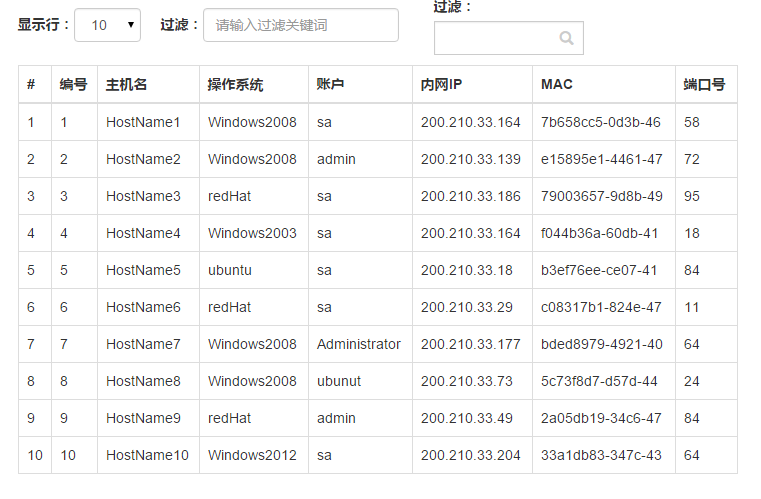 显示行： 10 过滤： 请输入过滤关键词 过滤：
# 编号 主机名 操作系统 账户 内网IP MAC 端口号
1 1 HostName1 Windows2008 sa 200.210.33.164 7b658cc5-0d3b-46 58
2 2 HostName2 Windows2008 admin 200.210.33.139 e15895e1-4461-47 72
3 3 HostName3 redHat sa 200.210.33.186 79003657-9d8b-49 95
4 4 HostName4 Windows2003 sa 200.210.33.164 f044b36a-60db-41 18
5 5 HostName5 ubuntu sa 200.210.33.18 b3ef76ee-ce07-41 84
6 6 HostName6 redHat sa 200.210.33.29 c08317b1-824e-47 11
7 7 HostName7 Windows2008 Administrator 200.210.33.177 bded8979-4921-40 64
8 8 HostName8 Windows2008 ubunut 200.210.33.73 5c73f8d7-d57d-44 24
9 9 HostName9 redHat admin 200.210.33.49 2a05db19-34c6-47 84
10 10 HostName10 Windows2012 sa 200.210.33.204 33a1db83-347c-43 64